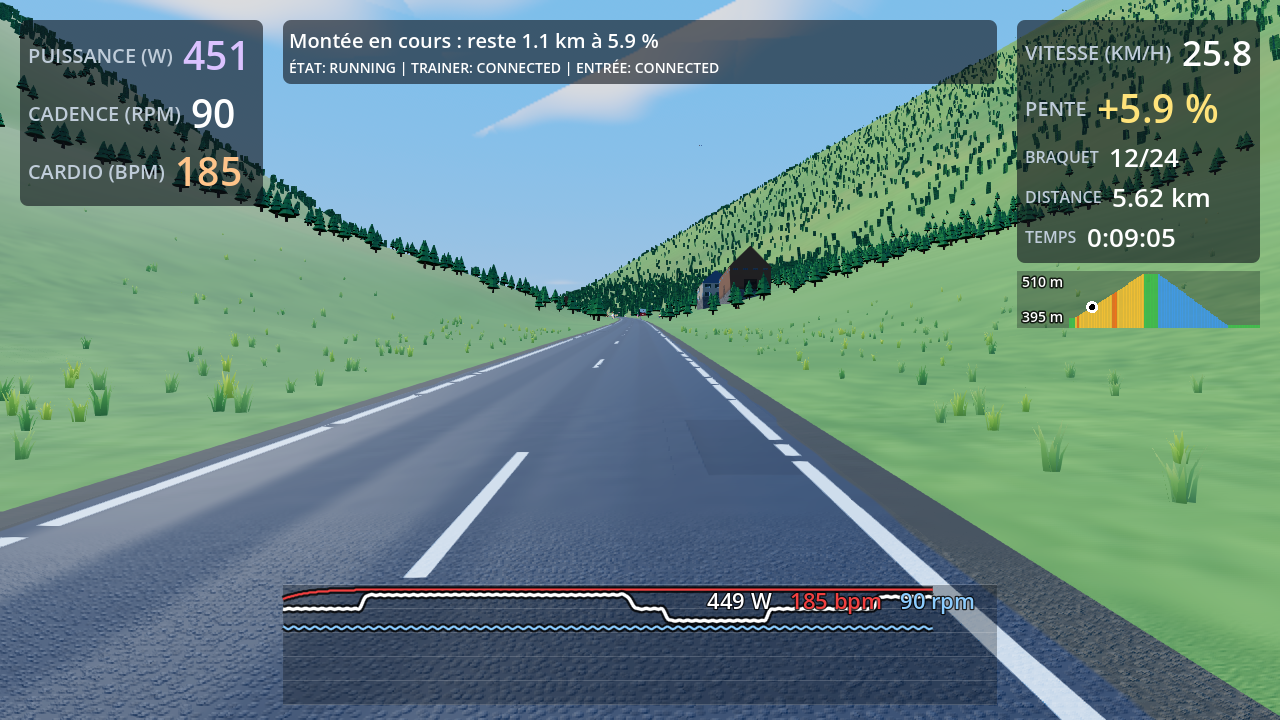 PUISSANCE (W) 451
CADENCE (RPM) 90
CARDIO (BPM) 185
Montée en cours : reste 1.1 km à 5.9 %
ÉTAT: RUNNING | TRAINER: CONNECTED | ENTRÉE: CONNECTED
VITESSE (KM/H) 25.8
PENTE +5.9 %
BRAQUET 12/24
DISTANCE 5.62 km
TEMPS 0:09:05
510 m
395 m
449 W 185 bpm 90 rpm